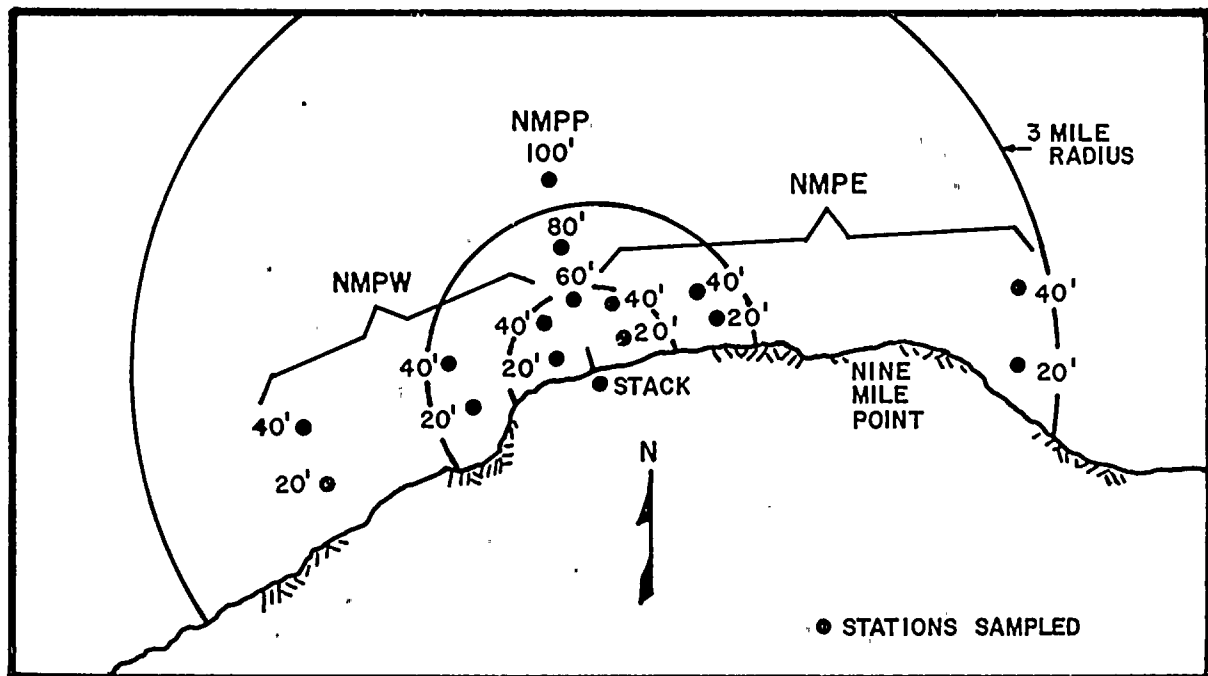 NMPP
100'
3 MILE
RADIUS
NMPE
80'
60'
NMPW
40'
40'
40'
40'
20'
20'
40'
20'
20'
20'
STACK
NINE
MILE
POINT
20'
40'
20'
N
STATIONS SAMPLED